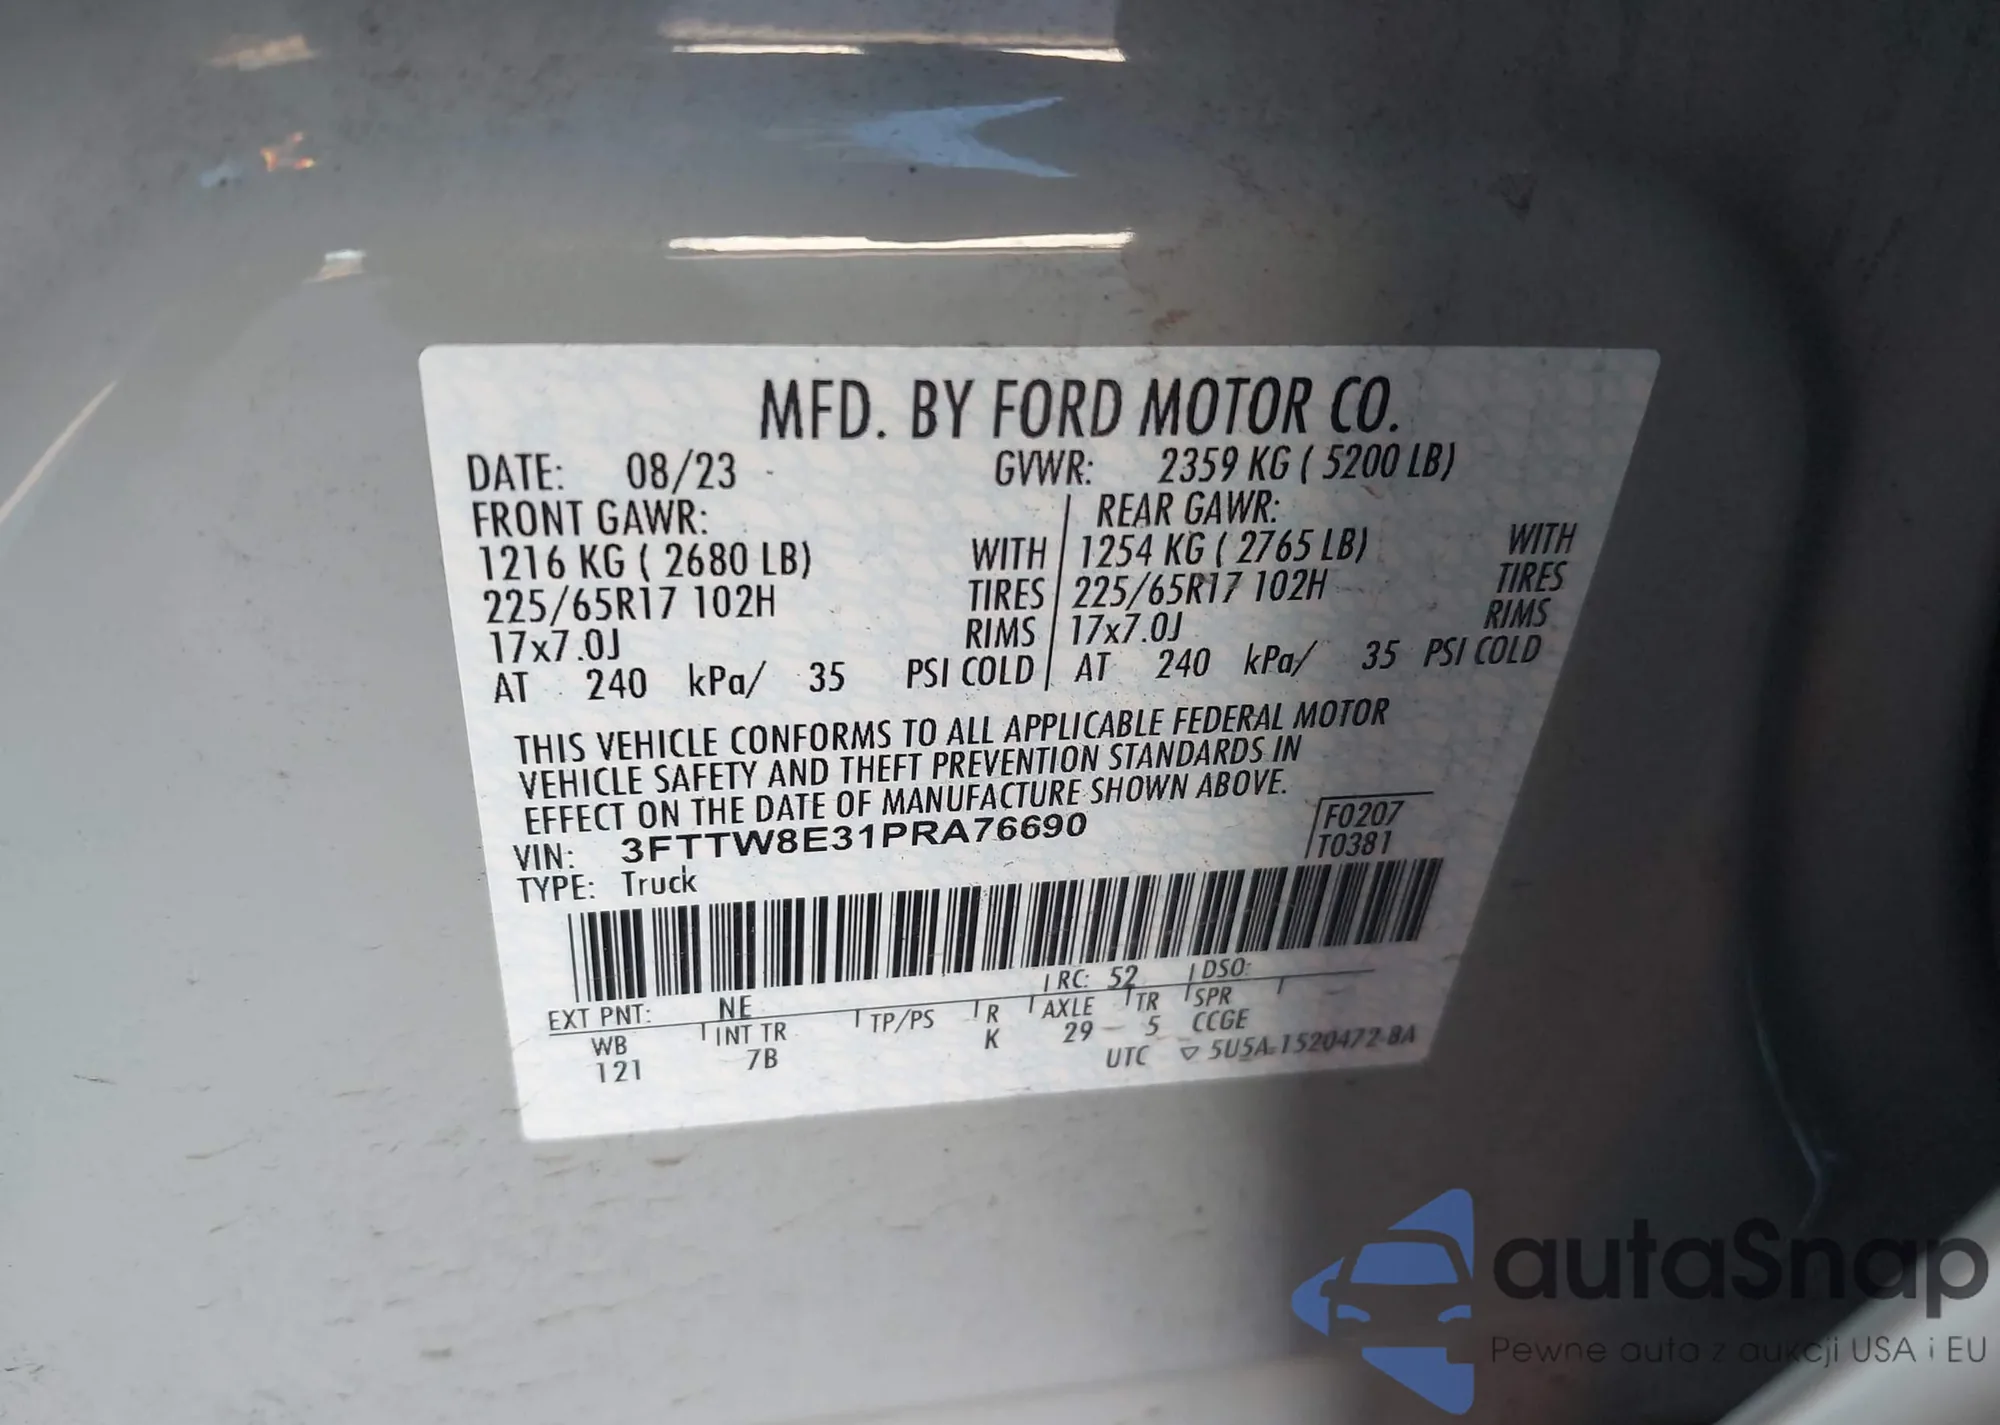 MFD. BY FORD MOTOR CO.
DATE: 08/23 GVWR: 2359 KG ( 5200 LB)
FRONT GAWR: REAR GAWR:
1216 KG ( 2680 LB) WITH 1254 KG ( 2765 LB) WITH
225/65R17 102H TIRES 225/65R17 102H TIRES
17x7.0J RIMS 17x7.0J RIMS
AT 240 kPa/ 35 PSI COLD AT 240 kPa/ 35 PSI COLD
THIS VEHICLE CONFORMS TO ALL APPLICABLE FEDERAL MOTOR
VEHICLE SAFETY AND THEFT PREVENTION STANDARDS IN
EFFECT ON THE DATE OF MANUFACTURE SHOWN ABOVE.
VIN: 3FTTW8E31PRA76690 F0207
TYPE: Truck T0381
EXT PNT: NE RC: 52 DSO:
WB INT TR TP/PS R AXLE TR SPR
121 7B K 29 5 CCGE
UTC ▽ 5U5A-1520472-BA
autaSnap
Pewne auta z aukcji USA i EU